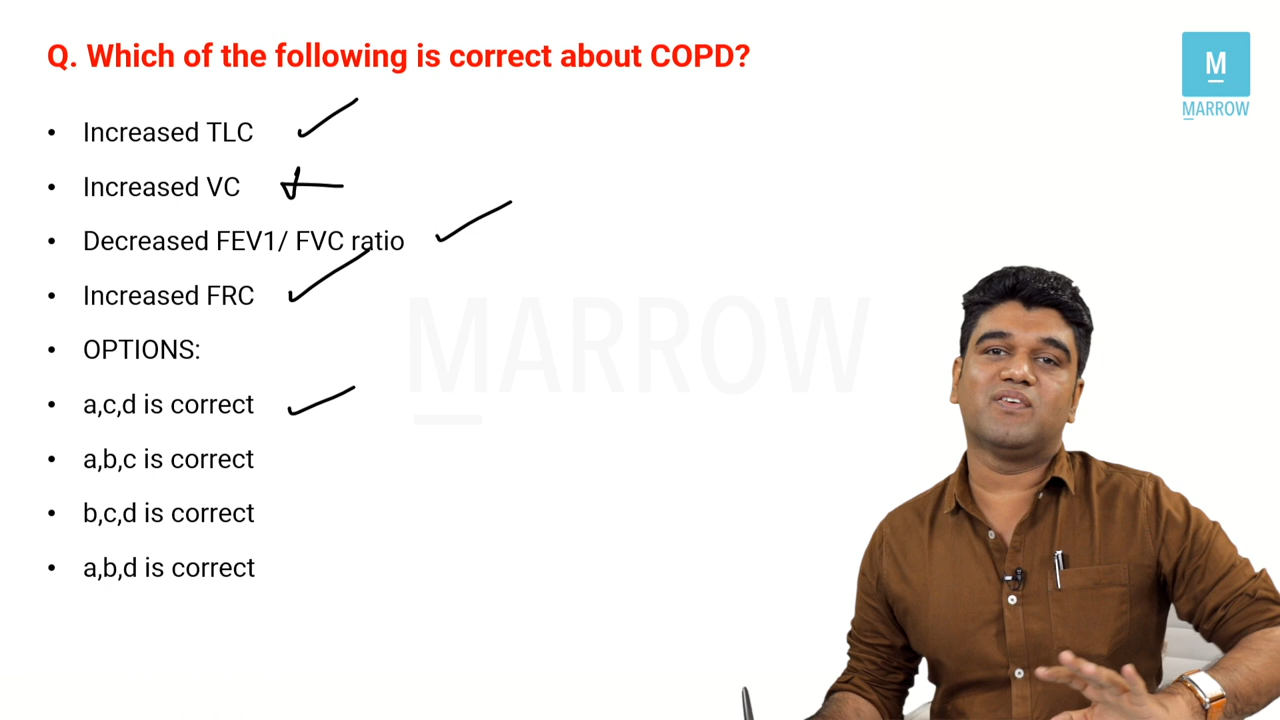 Q. Which of the following is correct about COPD?
M
MARROW
• Increased TLC
• Increased VC
• Decreased FEV1/ FVC ratio
• Increased FRC
• OPTIONS:
• a,c,d is correct
• a,b,c is correct
• b,c,d is correct
• a,b,d is correct
MARROW